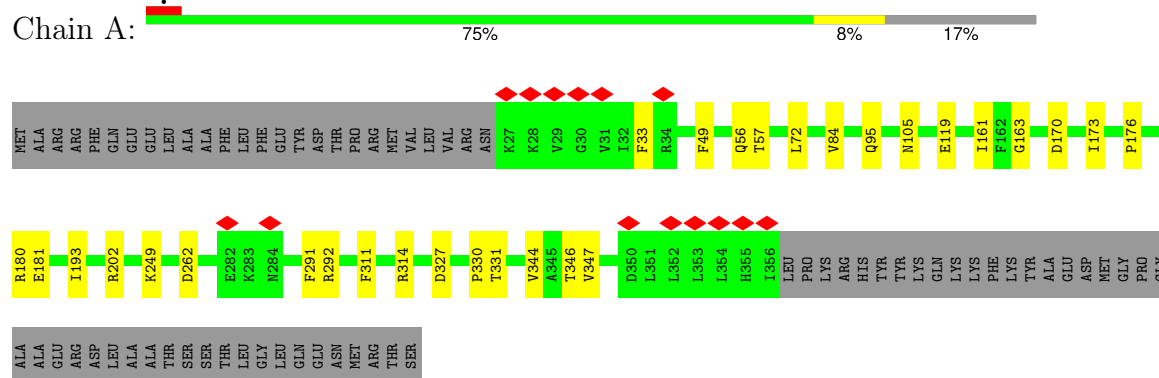 Chain A:
75% 8% 17%
MET ALA ARG ARG PHE GLN GLU GLU LEU ALA ALA PHE LEU PHE GLU TYR ASP THR PRO ARG MET VAL LEU VAL ARG ASN K27 K28 V29 G30 V31 I32 F33 R34 F49 Q56 T57 L72 V84 Q95 N105 E119 I161 F162 G163 D170 I173 P176
R180 E181 I193 R202 K249 D262 E282 K283 N284 F291 R292 F311 R314 D327 P330 T331 V344 A345 T346 V347 D350 L351 L352 L353 L354 H355 I356 LEU PRO LYS ARG HIS TYR TYR LYS GLN LYS LYS PHE LYS TYR ALA GLU ASP MET GLY PRO GLY
ALA ALA GLU ARG ASP LEU ALA ALA THR SER SER THR LEU GLY LEU GLN GLU ASN MET ARG THR SER